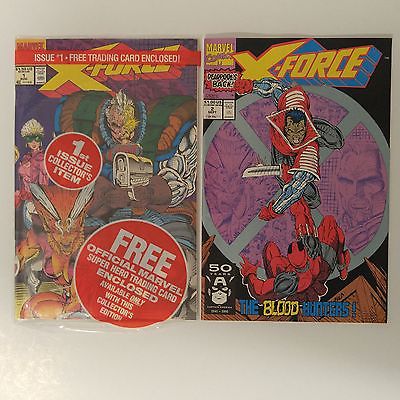 ISSUE #1 • FREE TRADING CARD ENCLOSED!
MARVEL
X-FORCE
1
1st
ISSUE
COLLECTOR'S
ITEM
FREE
OFFICIAL MARVEL
SUPER HERO TRADING CARD
ENCLOSED
AVAILABLE ONLY
WITH THIS
COLLECTOR'S
EDITION
MARVEL
X-FORCE
DEADPOOL'S
BACK!
2
50
YEARS
A
THE BLOOD HUNTERS!